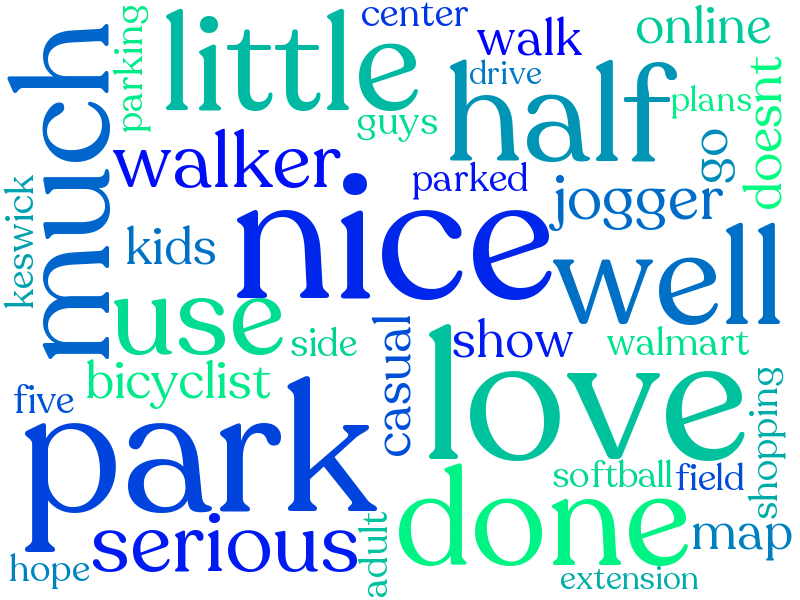 center
little
walk
online
parking
much
drive
half
plans
guys
doesnt
go
walker
parked
jogger
keswick
nice
kids
well
use
side
show
walmart
casual
love
bicyclist
five
park
shopping
softball
field
done
serious
map
adult
hope
extension